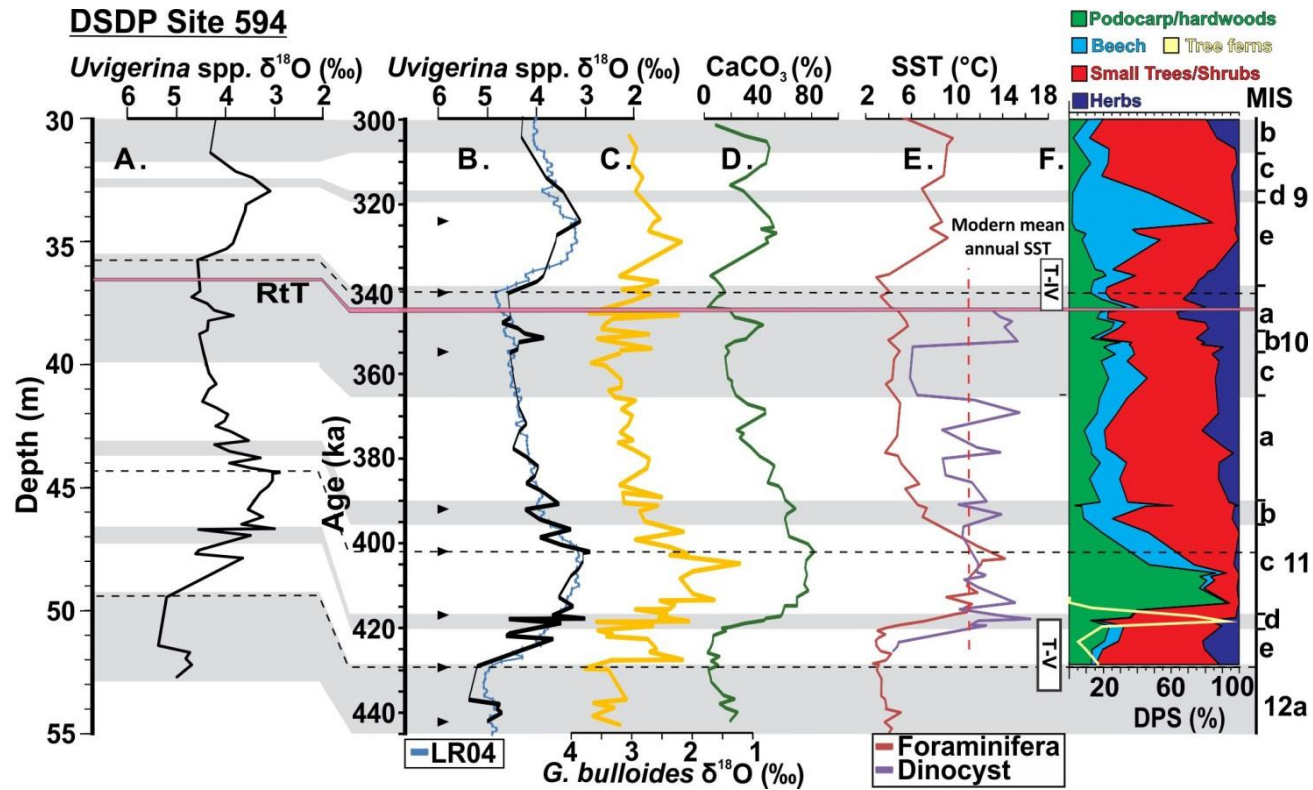 DSDP Site 594
Podocarp/hardwoods
Beech Tree ferns
Small Trees/Shrubs
Herbs
MIS
Uvigerina spp. δ¹⁸O (‰)
6 5 4 3 2
Uvigerina spp. δ¹⁸O (‰)
6 5 4 3 2
CaCO₃ (%)
0 40 80
SST (°C)
2 6 10 14 18
A.
B.
C.
D.
E.
F.
Depth (m)
30
35
40
45
50
55
Age (ka)
300
320
340
360
380
400
420
440
RtT
Modern mean
annual SST
T-IV
T-V
b
c
d 9
e
a
b10
c
a
b
c 11
d
e
12a
20 60 100
DPS (%)
LR04
4 3 2 1
G. bulloides δ¹⁸O (‰)
Foraminifera
Dinocyst